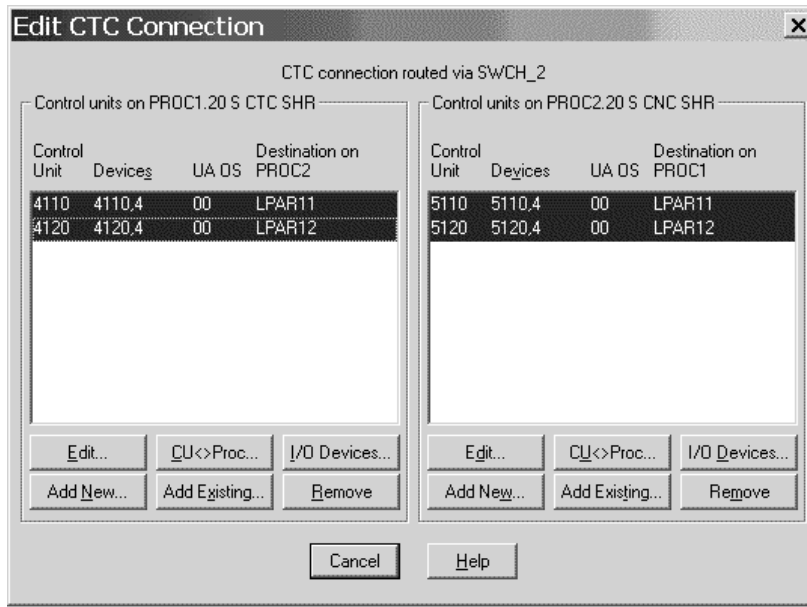 Edit CTC Connection
CTC connection routed via SWCH_2
Control units on PROC1.20 S CTC SHR
Control Unit Devices UA OS Destination on PROC2
4110 4110,4 00 LPAR11
4120 4120,4 00 LPAR12
Edit... CU<>Proc... I/O Devices...
Add New... Add Existing... Remove
Control units on PROC2.20 S CNC SHR
Control Unit Devices UA OS Destination on PROC1
5110 5110,4 00 LPAR11
5120 5120,4 00 LPAR12
Edit... CU<>Proc... I/O Devices...
Add New... Add Existing... Remove
Cancel Help